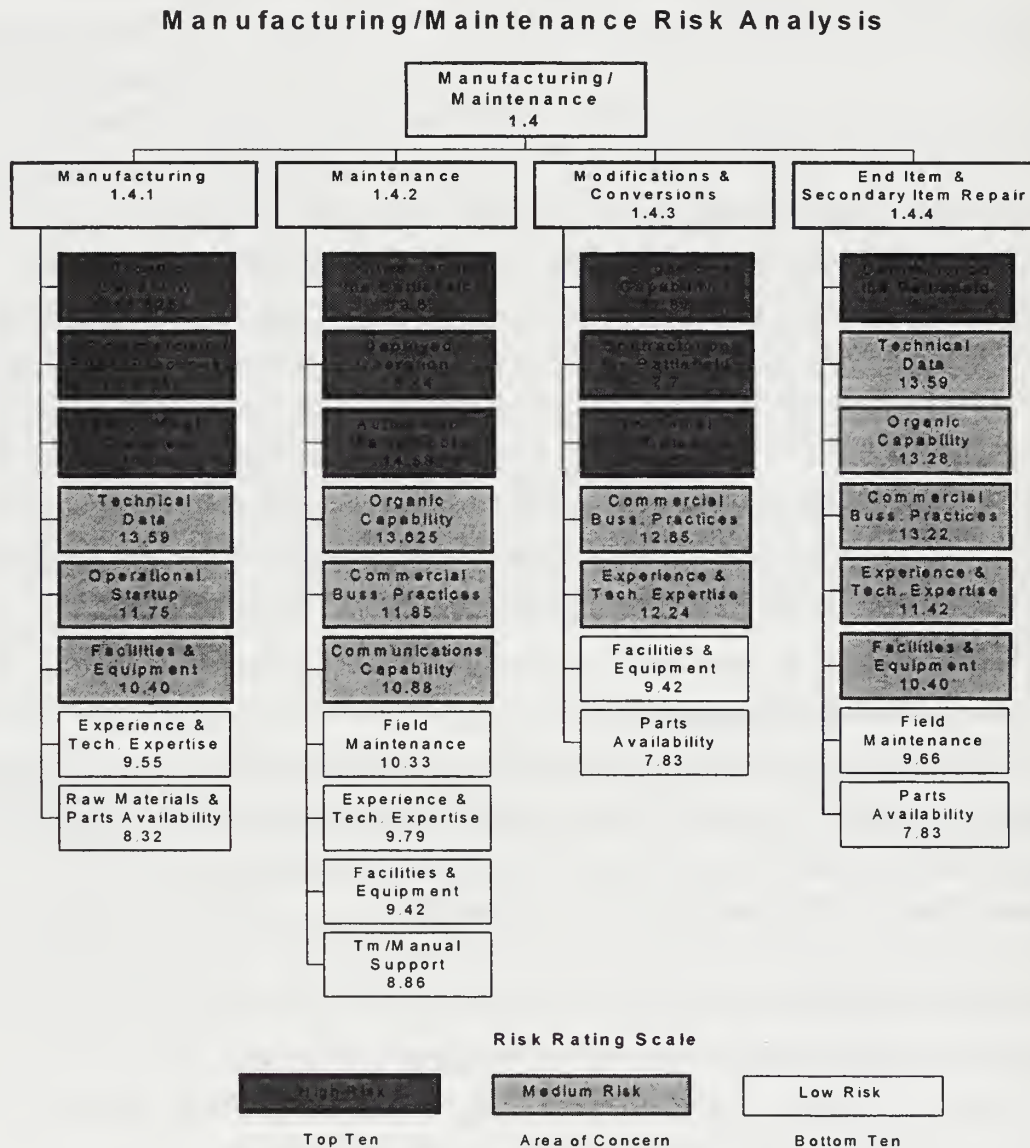 Manufacturing/Maintenance Risk Analysis
Manufacturing/
Maintenance
1.4
Manufacturing
1.4.1
Maintenance
1.4.2
Modifications &
Conversions
1.4.3
End Item &
Secondary Item Repair
1.4.4
Technical
Data
13.59
Operational
Startup
11.75
Facilities &
Equipment
10.40
Experience &
Tech. Expertise
9.55
Raw Materials &
Parts Availability
8.32
Deployed
Operation
Organic
Capability
13.625
Commercial
Buss. Practices
11.85
Communications
Capability
10.88
Field
Maintenance
10.33
Experience &
Tech. Expertise
9.79
Facilities &
Equipment
9.42
Tm/Manual
Support
8.86
Capability
Commercial
Buss. Practices
12.85
Experience &
Tech. Expertise
12.24
Facilities &
Equipment
9.42
Parts
Availability
7.83
Technical
Data
13.59
Organic
Capability
13.28
Commercial
Buss. Practices
13.22
Experience &
Tech. Expertise
11.42
Facilities &
Equipment
10.40
Field
Maintenance
9.66
Parts
Availability
7.83
Risk Rating Scale
High Risk
Medium Risk
Low Risk
Top Ten
Area of Concern
Bottom Ten